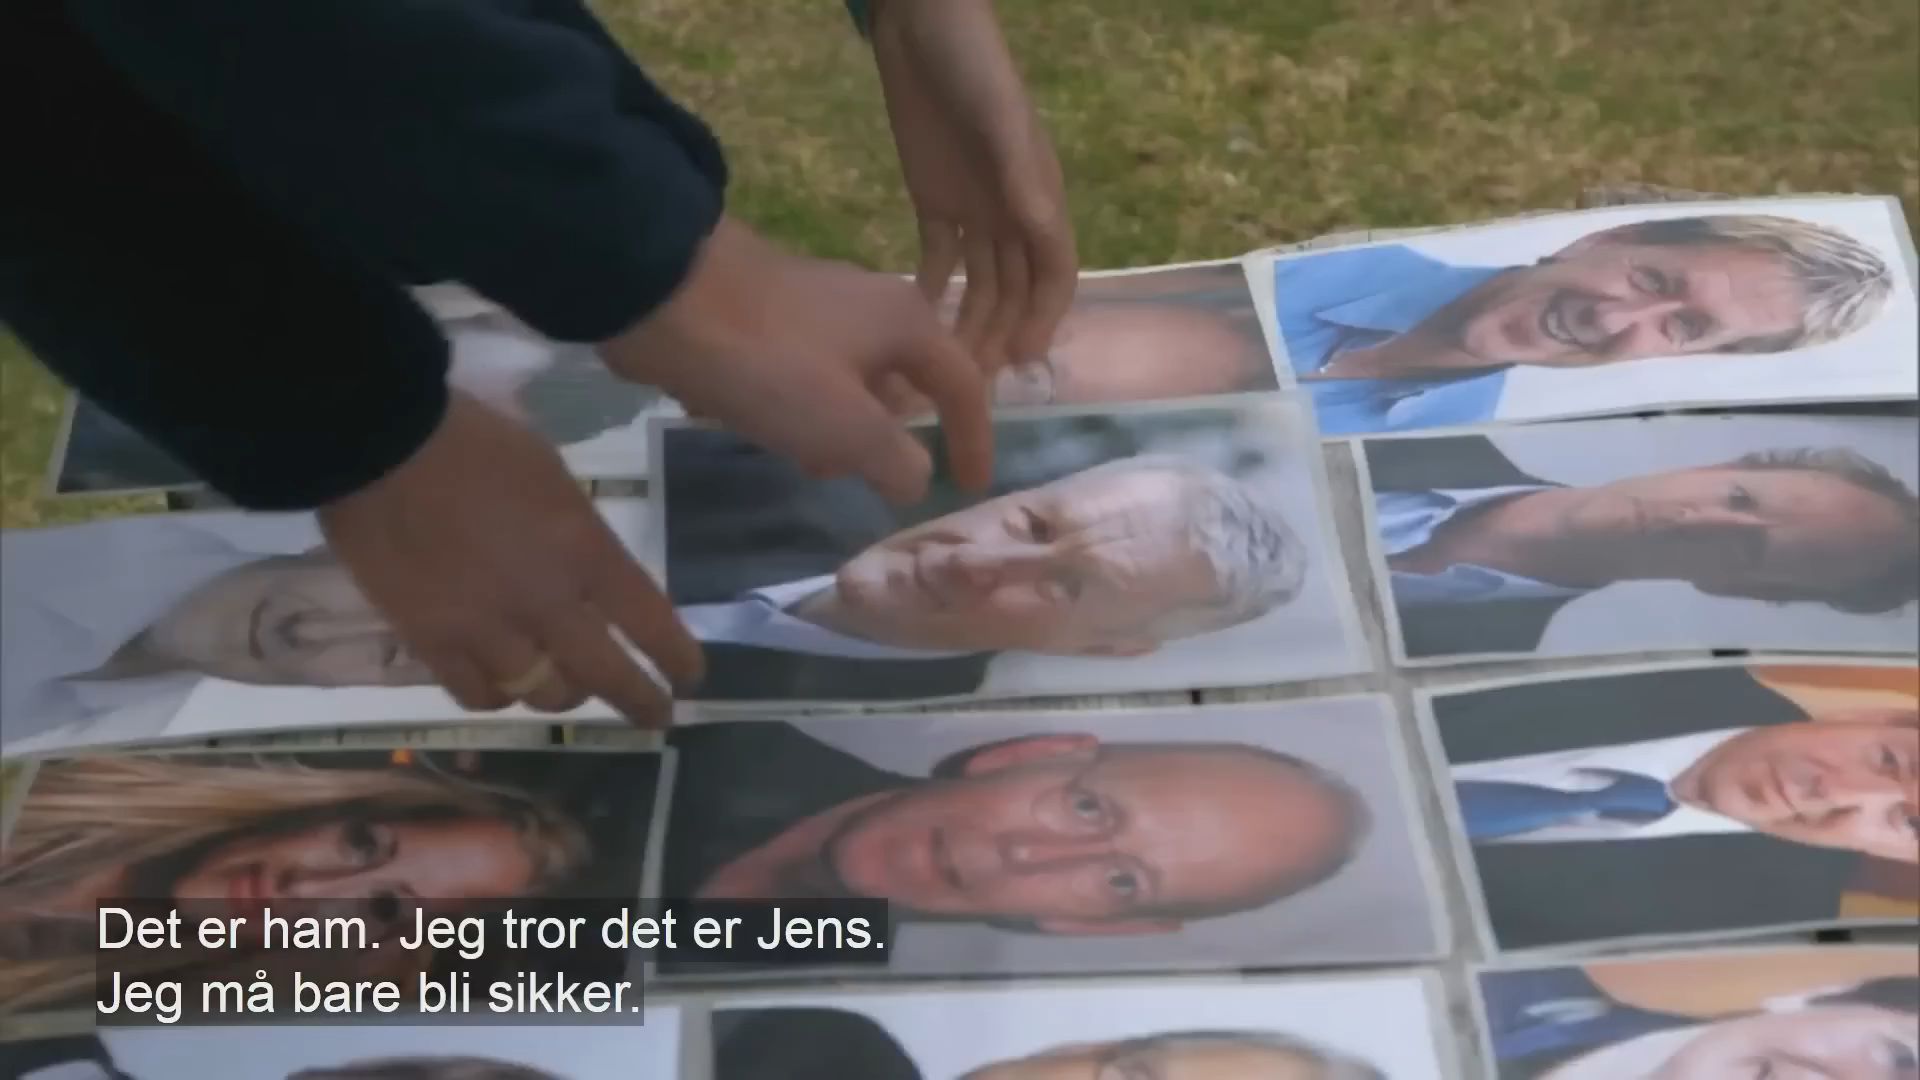 Det er ham. Jeg tror det er Jens.
Jeg må bare bli sikker.